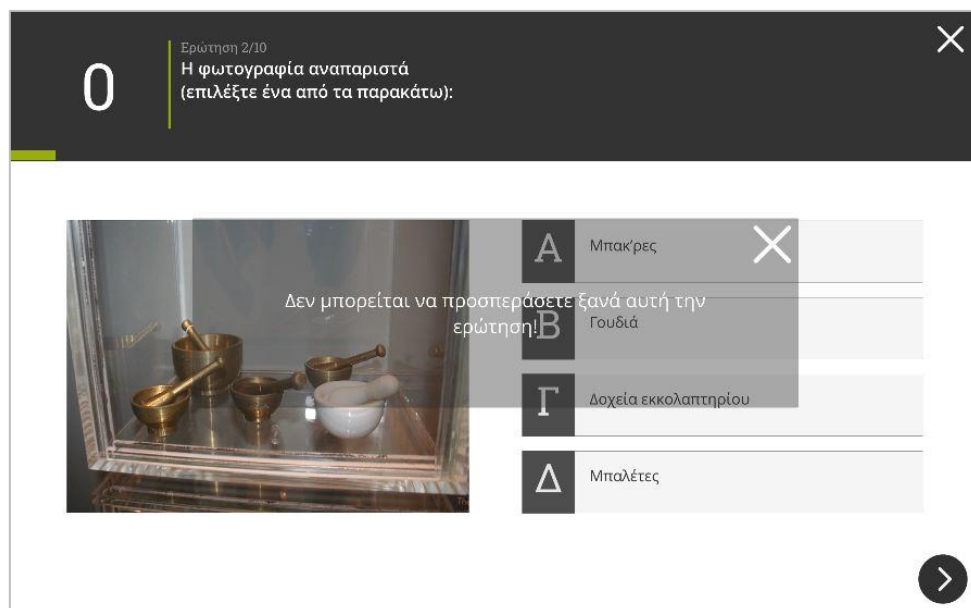 0
Ερώτηση 2/10
Η φωτογραφία αναπαριστά
(επιλέξτε ένα από τα παρακάτω):
Α
Μπακ'ρες
Δεν μπορείται να προσπεράσετε ξανά αυτή την
ερώτηση!
Β
Γουδιά
Γ
Δοχεία εκκολαπτηρίου
Δ
Μπαλέτες